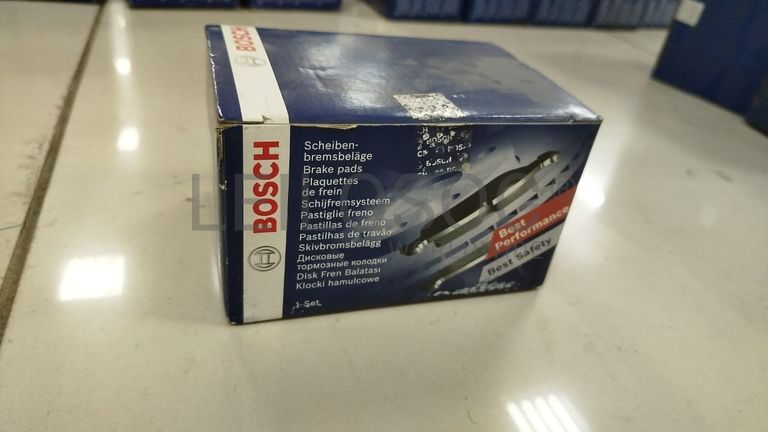 BOSCH
BOSCH
Scheiben-
bremsbeläge
Brake pads
Plaquettes
de frein
Schijfremsysteem
Pastiglie freno
Pastillas de freno
Pastilhas de travão
Skivbromsbelägg
Дисковые
тормозные колодки
Disk Fren Balatası
Klocki hamulcowe
1 Set.
Best
Performance
Best Safety